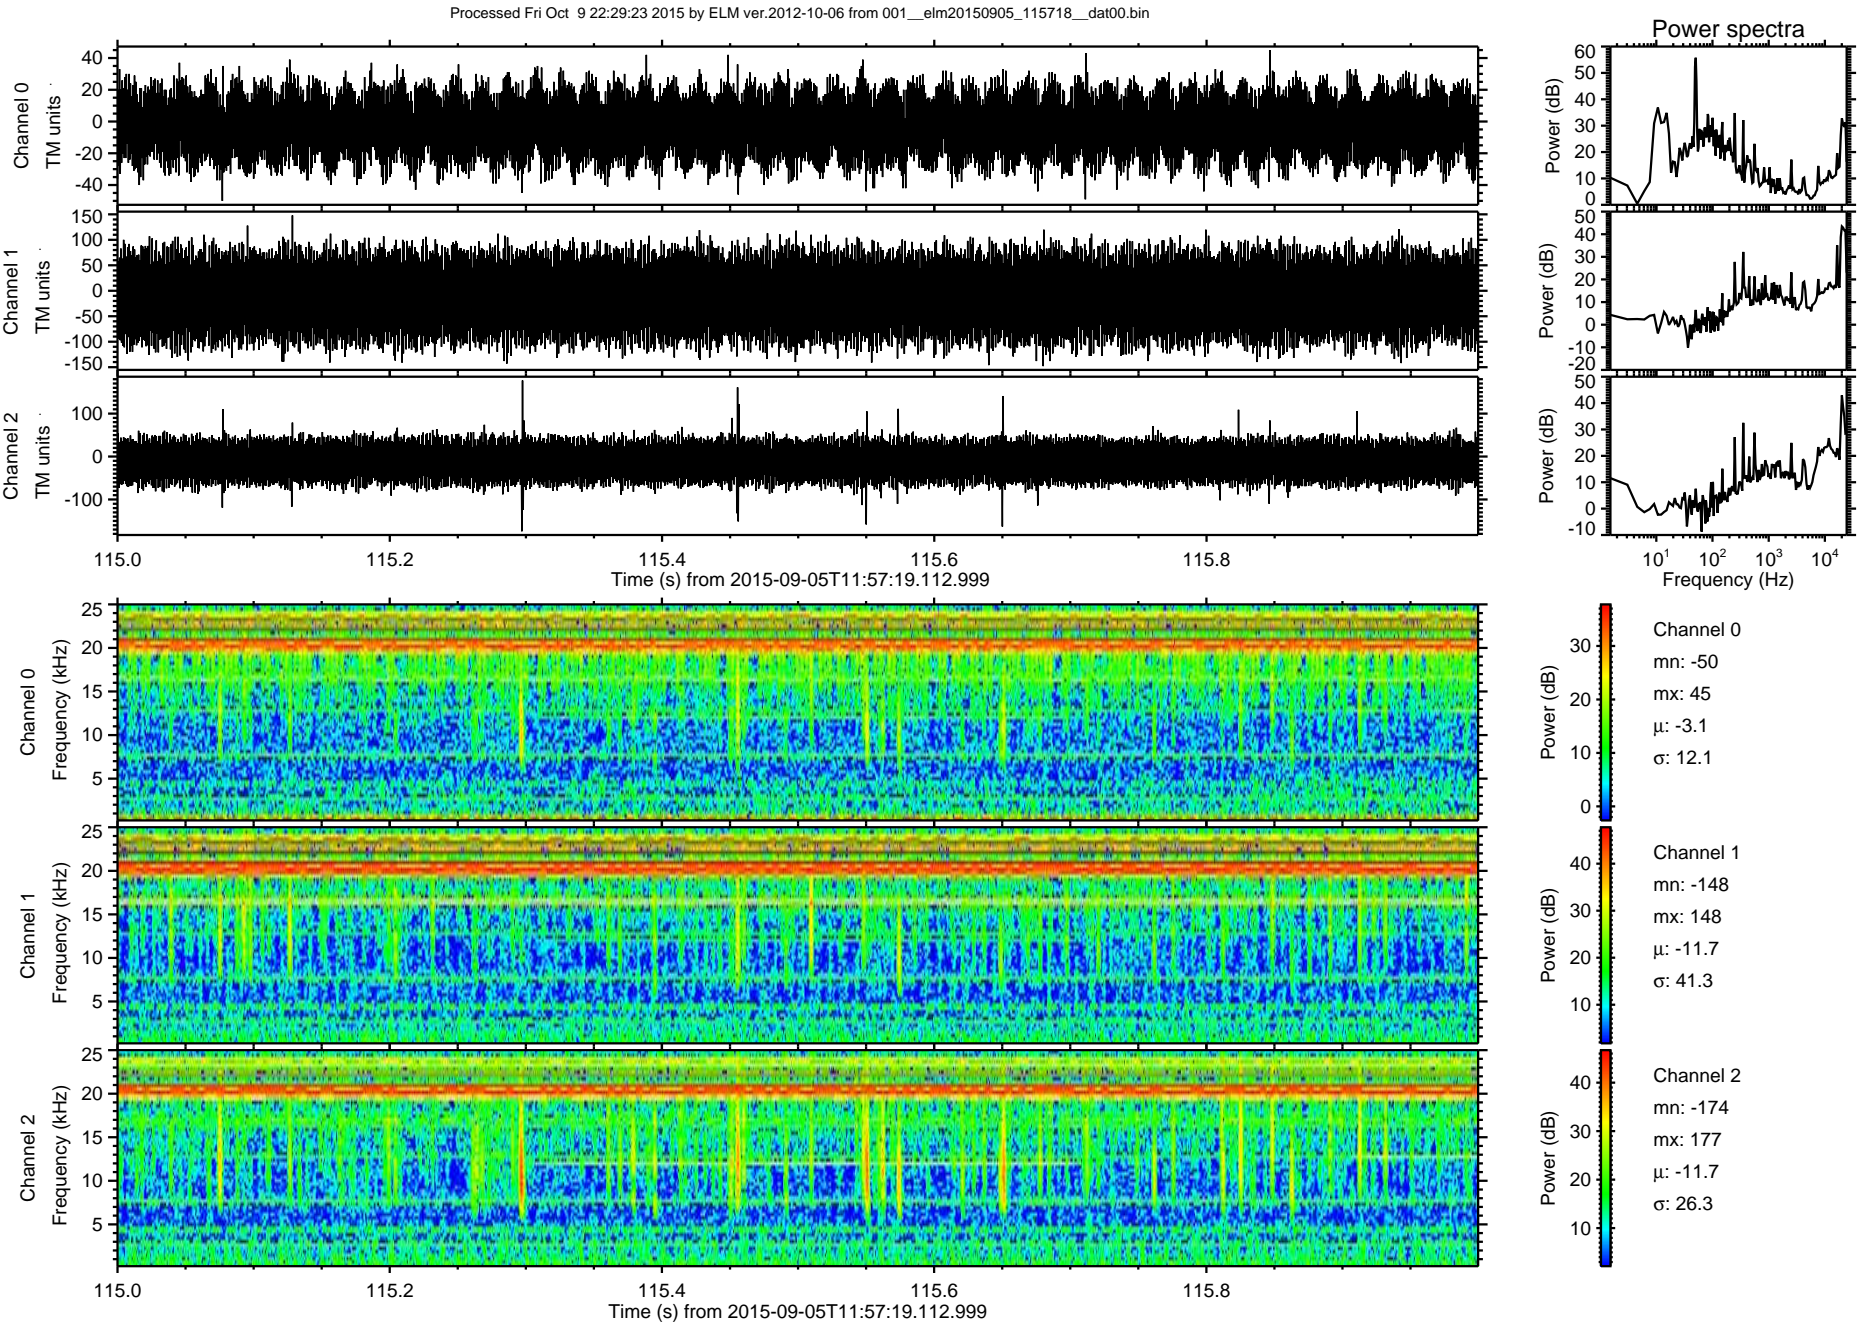 Processed Fri Oct  9 22:29:23 2015 by ELM ver.2012-10-06 from 001__elm20150905_115718__dat00.bin
Power spectra
Channel 0
TM units
40
20
0
-20
-40
Power (dB)
60
50
40
30
20
10
0
Channel 1
TM units
150
100
50
0
-50
-100
-150
Power (dB)
50
40
30
20
10
0
-10
-20
Channel 2
TM units
100
0
-100
Power (dB)
50
40
30
20
10
0
-10
115.0 115.2 115.4 115.6 115.8
Time (s) from 2015-09-05T11:57:19.112.999
10^1 10^2 10^3 10^4
Frequency (Hz)
Channel 0
Frequency (kHz)
25
20
15
10
5
Power (dB)
30
20
10
0
Channel 0
mn: -50
mx: 45
μ: -3.1
σ: 12.1
Channel 1
Frequency (kHz)
25
20
15
10
5
Power (dB)
40
30
20
10
Channel 1
mn: -148
mx: 148
μ: -11.7
σ: 41.3
Channel 2
Frequency (kHz)
25
20
15
10
5
Power (dB)
40
30
20
10
Channel 2
mn: -174
mx: 177
μ: -11.7
σ: 26.3
115.0 115.2 115.4 115.6 115.8
Time (s) from 2015-09-05T11:57:19.112.999